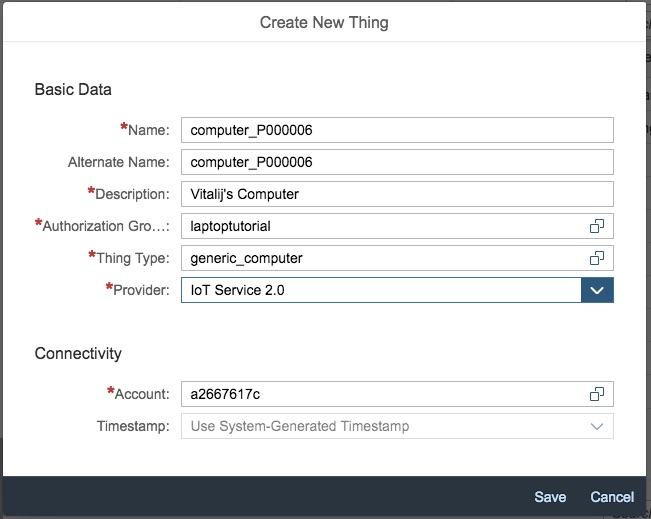 Create New Thing
Basic Data
*Name: computer_P000006
Alternate Name: computer_P000006
*Description: Vitalij's Computer
*Authorization Gro...: laptoptutorial
*Thing Type: generic_computer
*Provider: IoT Service 2.0
Connectivity
*Account: a2667617c
Timestamp: Use System-Generated Timestamp
Save Cancel